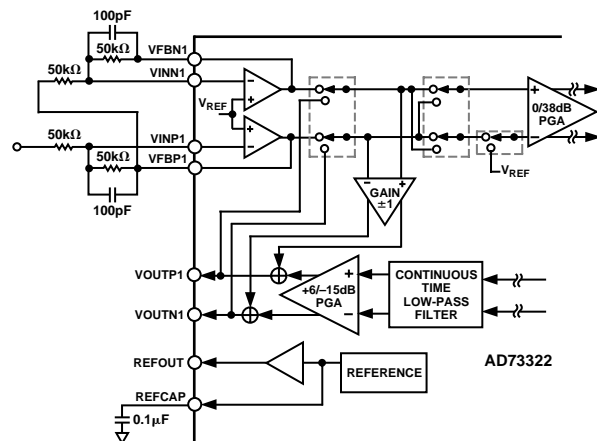 100pF
50kΩ
VFBN1
50kΩ
VINN1
VREF
50kΩ
VINP1
50kΩ
VFBP1
100pF
0/38dB
PGA
VREF
GAIN
±1
VOUTP1
+6/–15dB
PGA
CONTINUOUS
TIME
LOW-PASS
FILTER
VOUTN1
REFOUT
REFERENCE
AD73322
REFCAP
0.1μF